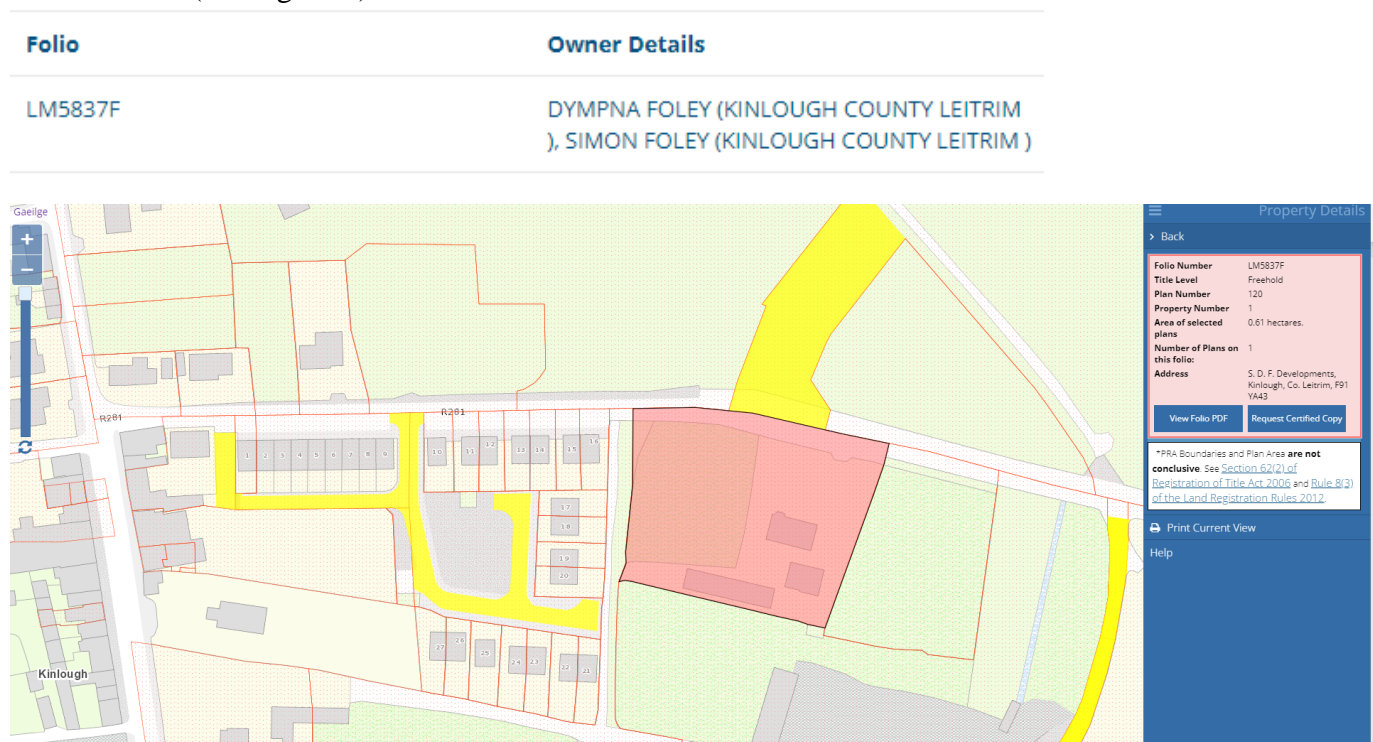 Folio
Owner Details
LM5837F
DYMPNA FOLEY (KINLOUGH COUNTY LEITRIM
), SIMON FOLEY (KINLOUGH COUNTY LEITRIM )
Gaeilge
+
−
R281
R281
1 2 3 4 5 6 7 8 9
10 11 12 13 14 15 16
17
18
19
20
27 26 25 24 23 22 21
Kinlough
Property Details
> Back
Folio Number LM5837F
Title Level Freehold
Plan Number 120
Property Number 1
Area of selected 0.61 hectares.
plans
Number of Plans on 1
this folio:
Address S. D. F. Developments,
Kinlough, Co. Leitrim, F91
YA43
View Folio PDF Request Certified Copy
*PRA Boundaries and Plan Area are not
conclusive. See Section 62(2) of
Registration of Title Act 2006 and Rule 8(3)
of the Land Registration Rules 2012.
Print Current View
Help